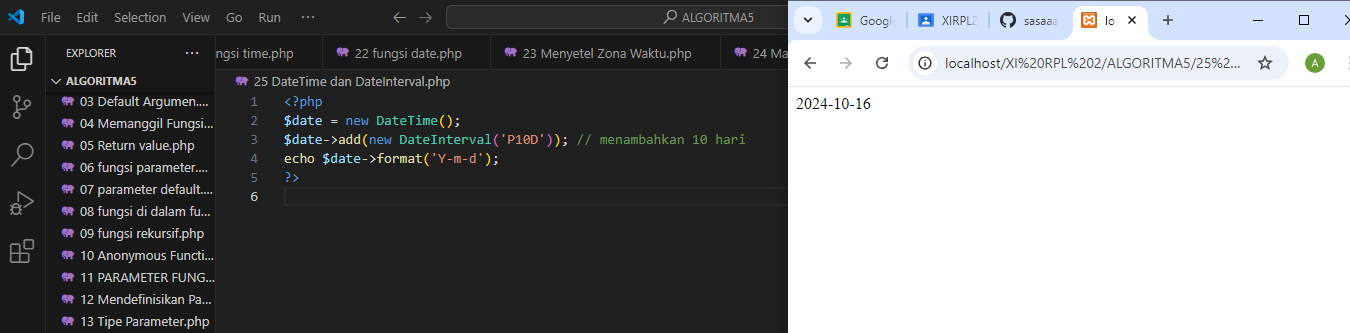 File Edit Selection View Go Run ··· ALGORITMA5
EXPLORER ···
ALGORITMA5
03 Default Argumen....
04 Memanggil Fungsi...
05 Return value.php
06 fungsi parameter....
07 parameter default....
08 fungsi di dalam fu...
09 fungsi rekursif.php
10 Anonymous Functi...
11 PARAMETER FUNG...
12 Mendefinisikan Pa...
13 Tipe Parameter.php
ngsi time.php 22 fungsi date.php 23 Menyetel Zona Waktu.php 24 Ma
25 DateTime dan DateInterval.php
1 <?php
2 $date = new DateTime();
3 $date->add(new DateInterval('P10D')); // menambahkan 10 hari
4 echo $date->format('Y-m-d');
5 ?>
6
Google XIRPL2 sasaaa lo
localhost/XI%20RPL%202/ALGORITMA5/25%2... A
2024-10-16